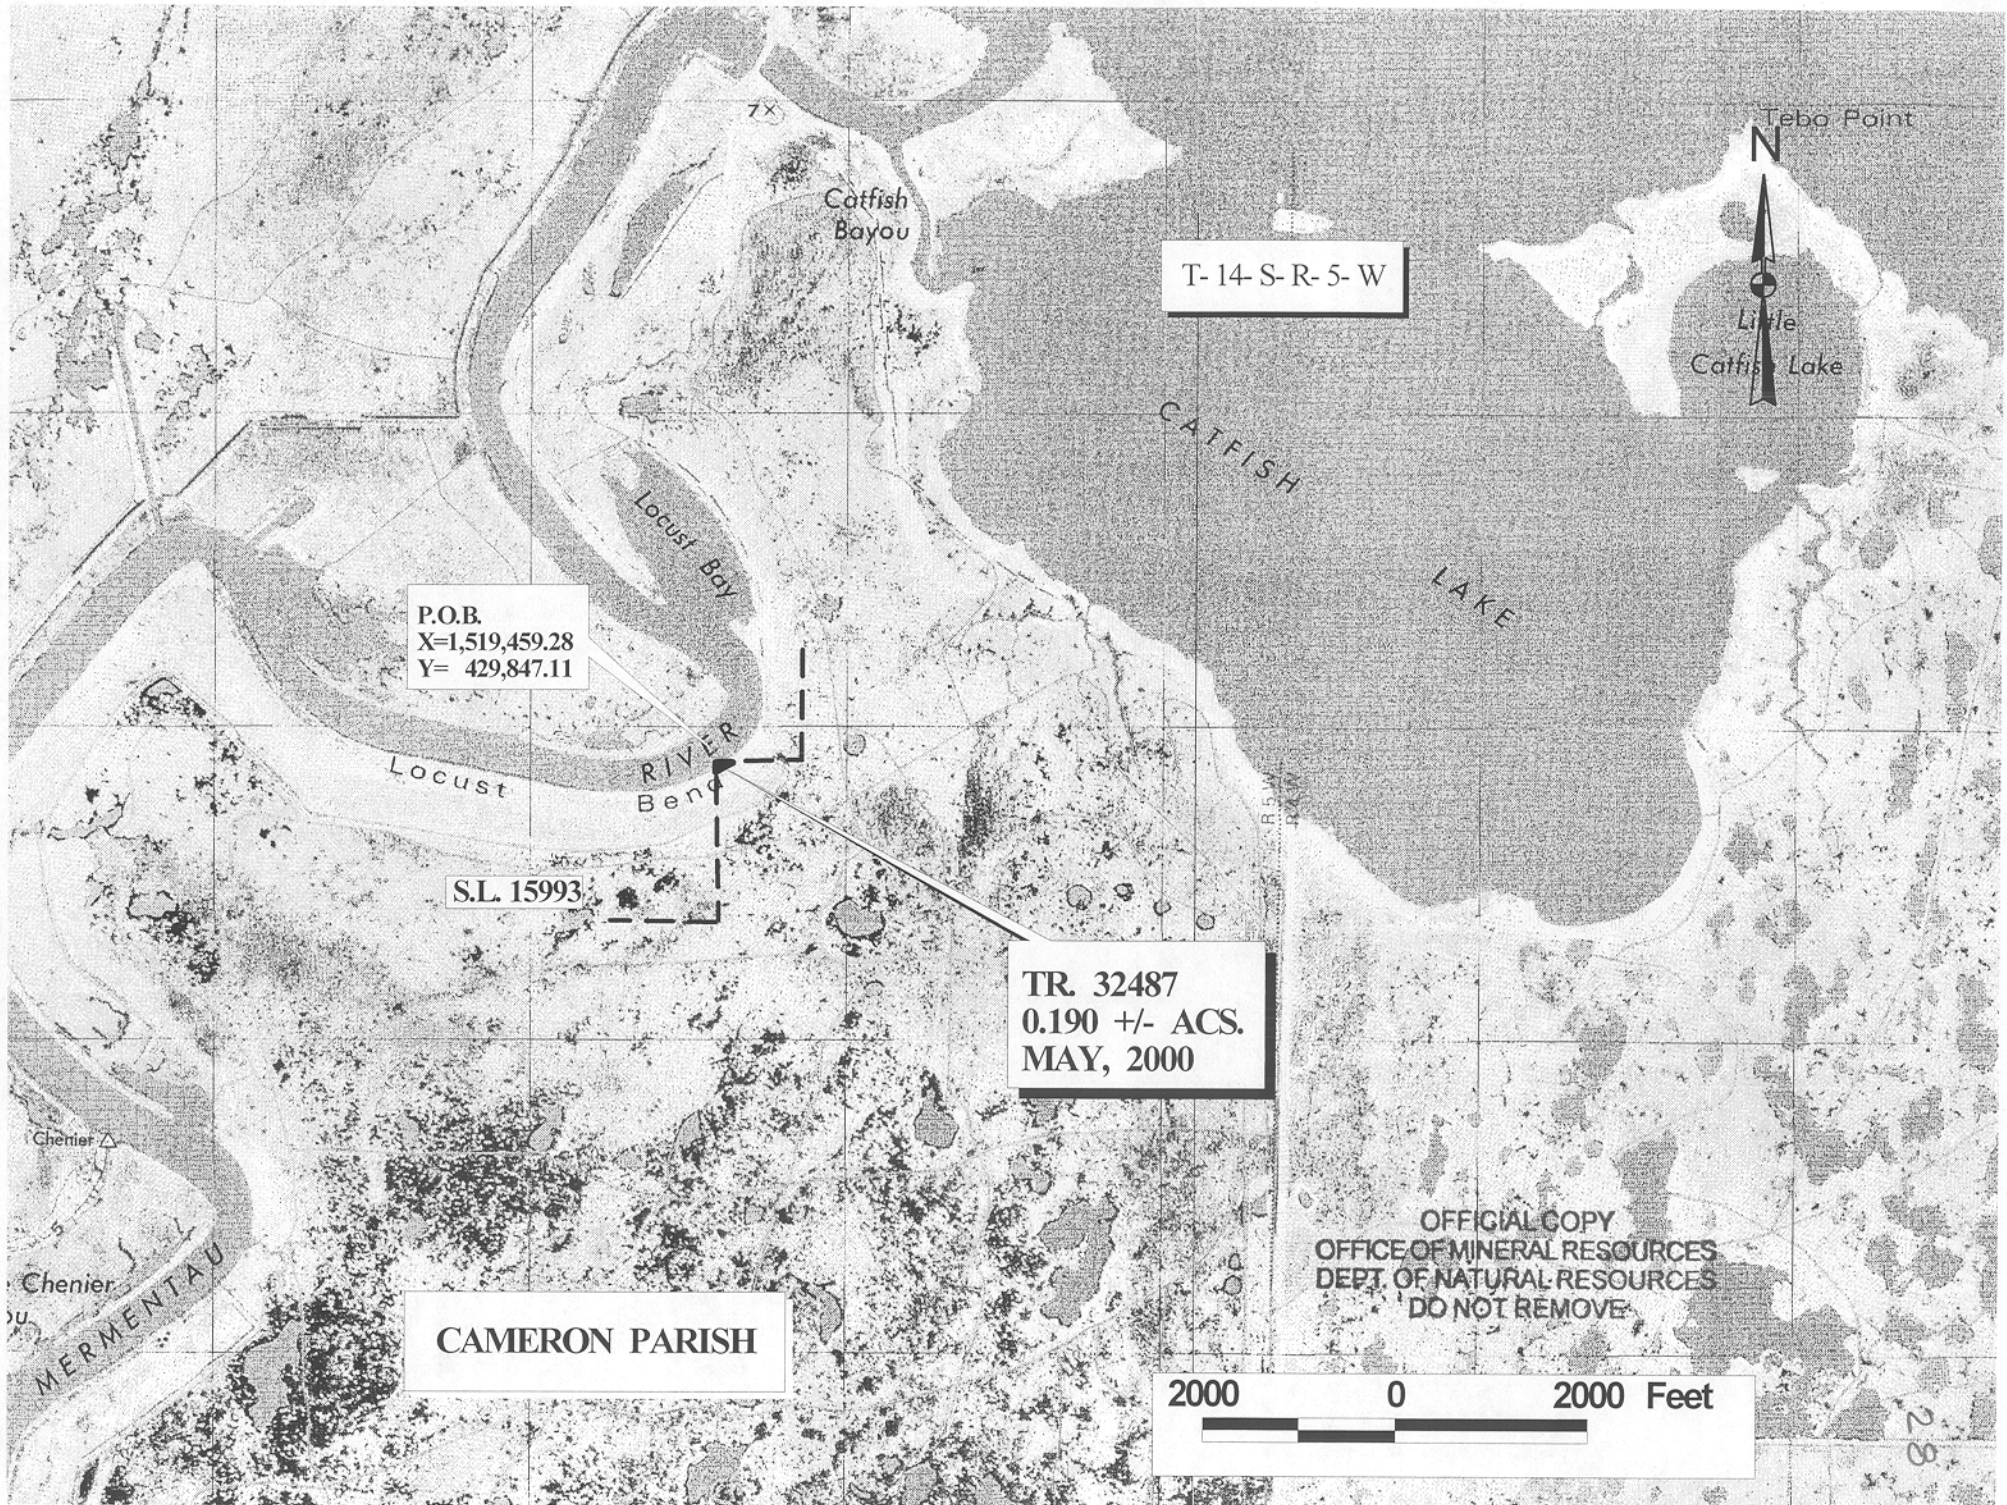 7
Tebo Point
N
Catfish
Bayou
T- 14- S- R- 5- W
Little
Catfish Lake
CATFISH
LAKE
Locust Bay
P.O.B.
X=1,519,459.28
Y= 429,847.11
RIVER
Locust
Bend
R5W
R4W
S.L. 15993
TR. 32487
0.190 +/- ACS.
MAY, 2000
Chenier
5
Chenier
MERMENTAU
CAMERON PARISH
OFFICIAL COPY
OFFICE OF MINERAL RESOURCES
DEPT. OF NATURAL RESOURCES
DO NOT REMOVE
2000 0 2000 Feet
28